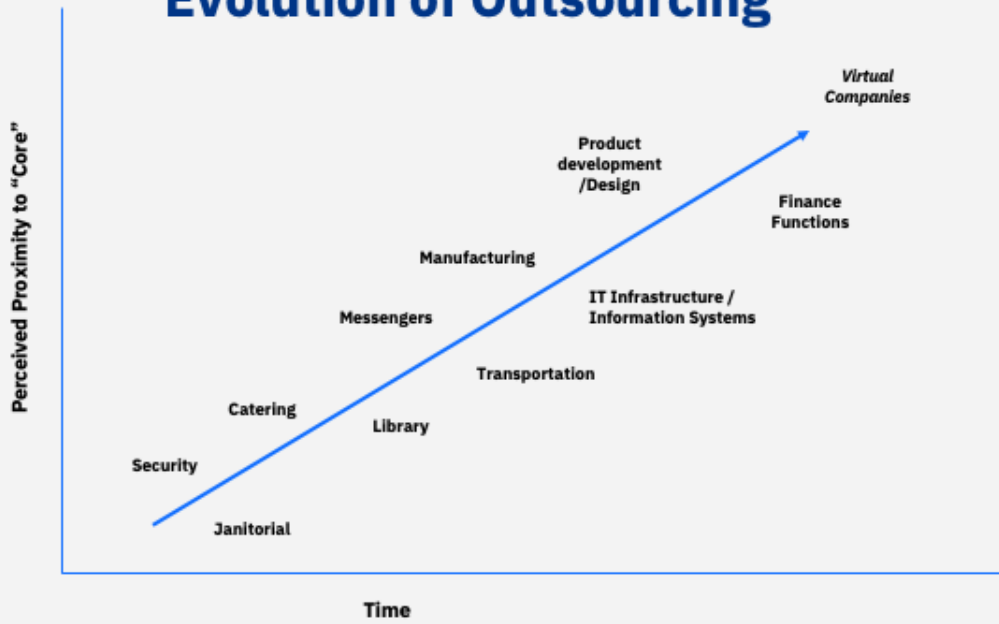 Evolution of Outsourcing
Virtual
Companies
Product
development
/Design
Finance
Functions
Manufacturing
IT Infrastructure /
Information Systems
Messengers
Transportation
Catering
Library
Security
Janitorial
Perceived Proximity to “Core”
Time